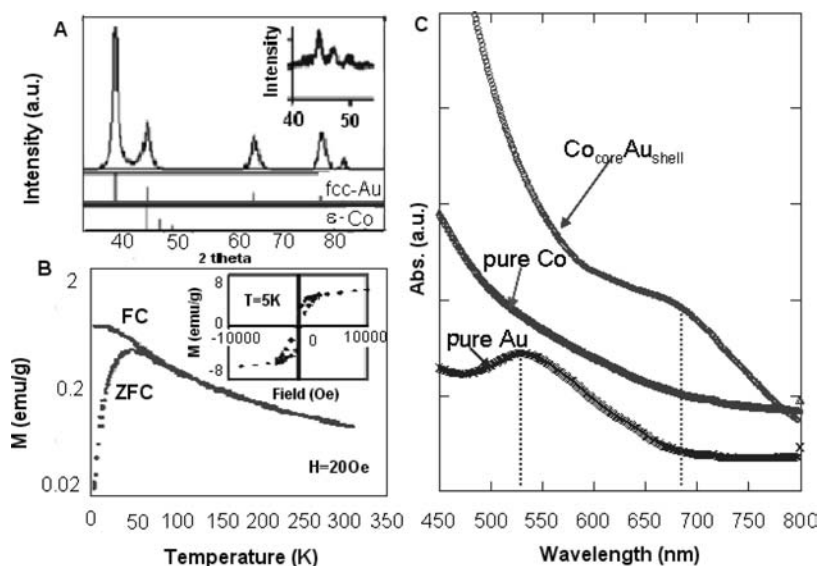 A
Intensity (a.u.)
Intensity
40 50
fcc-Au
ε-Co
40 50 60 70 80
2 tlheta
B
M (emu/g)
2
0.2
0.02
FC
ZFC
H=20Oe
M (emu/g)
8
0
-8
T=5K
-10000 0 10000
Field (Oe)
0 50 100 150 200 250 300 350
Temperature (K)
C
Abs. (a.u.)
CocoreAushell
pure Co
pure Au
450 500 550 600 650 700 750 800
Wavelength (nm)